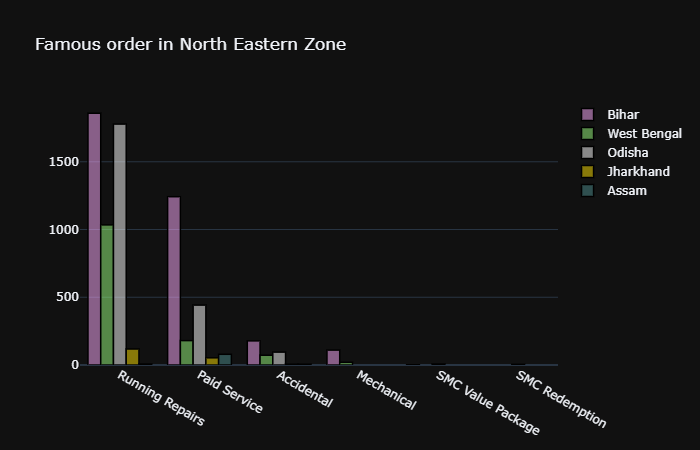 Famous order in North Eastern Zone
Bihar
West Bengal
Odisha
Jharkhand
Assam
1500
1000
500
0
Running Repairs
Paid Service
Accidental
Mechanical
SMC Value Package
SMC Redemption